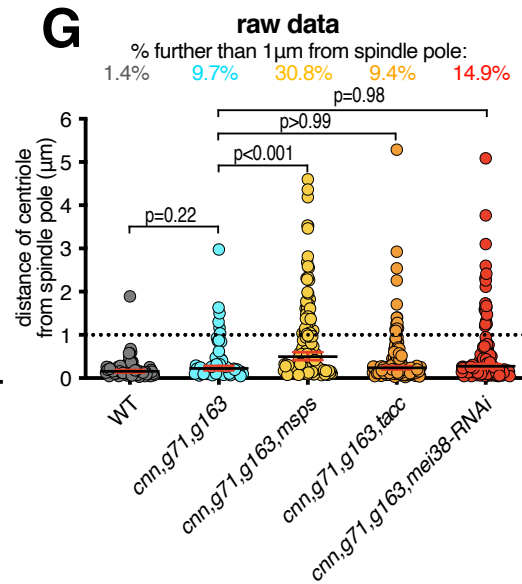 G
raw data
% further than 1µm from spindle pole:
1.4% 9.7% 30.8% 9.4% 14.9%
p=0.98
p>0.99
p<0.001
p=0.22
distance of centriole
from spindle pole (µm)
6
5
4
3
2
1
0
WT
cnn,g71,g163
cnn,g71,g163,msps
cnn,g71,g163,tacc
cnn,g71,g163,mei38-RNAi